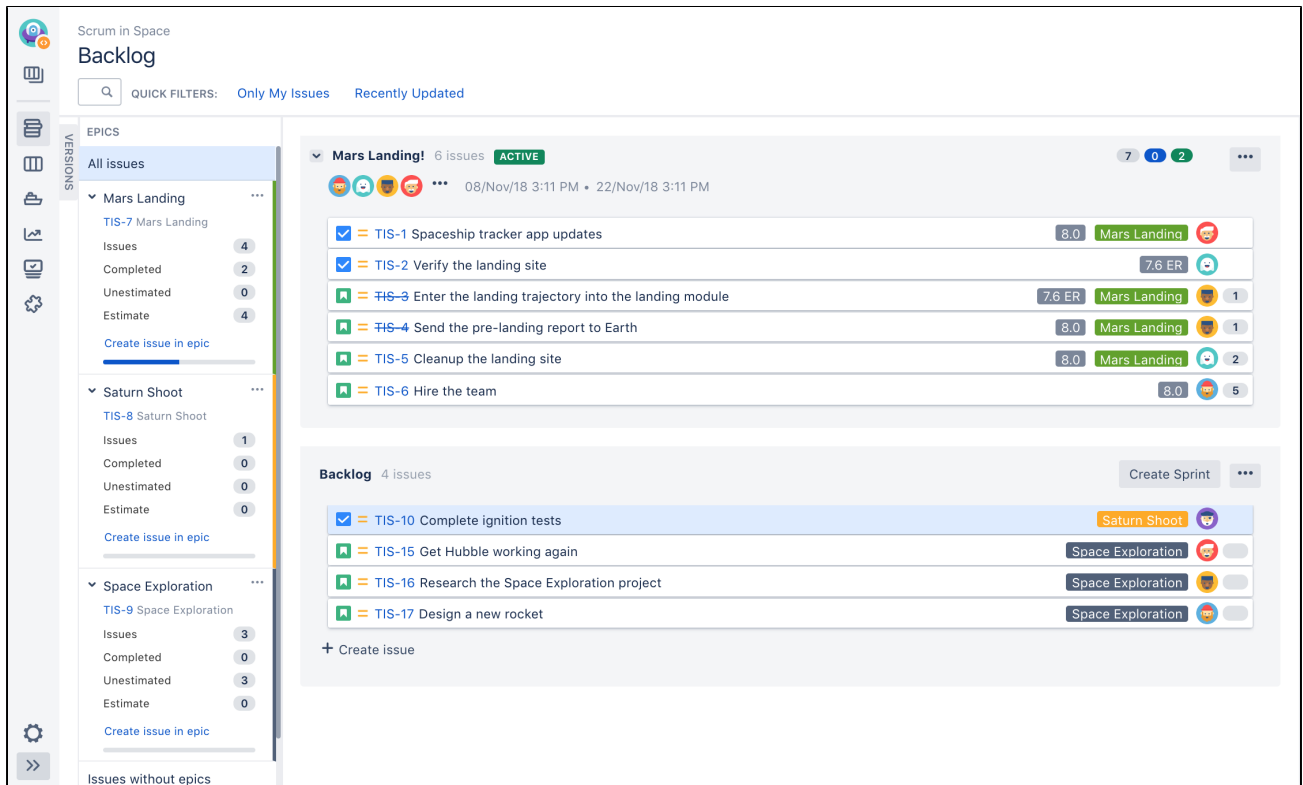 Scrum in Space
Backlog
QUICK FILTERS: Only My Issues Recently Updated
VERSIONS
EPICS
All issues
Mars Landing
TIS-7 Mars Landing
Issues 4
Completed 2
Unestimated 0
Estimate 4
Create issue in epic
Saturn Shoot
TIS-8 Saturn Shoot
Issues 1
Completed 0
Unestimated 0
Estimate 0
Create issue in epic
Space Exploration
TIS-9 Space Exploration
Issues 3
Completed 0
Unestimated 3
Estimate 0
Create issue in epic
Issues without epics
Mars Landing! 6 issues ACTIVE 7 0 2
08/Nov/18 3:11 PM • 22/Nov/18 3:11 PM
TIS-1 Spaceship tracker app updates 8.0 Mars Landing
TIS-2 Verify the landing site 7.6 ER
TIS-3 Enter the landing trajectory into the landing module 7.6 ER Mars Landing 1
TIS-4 Send the pre-landing report to Earth 8.0 Mars Landing 1
TIS-5 Cleanup the landing site 8.0 Mars Landing 2
TIS-6 Hire the team 8.0 5
Backlog 4 issues Create Sprint
TIS-10 Complete ignition tests Saturn Shoot
TIS-15 Get Hubble working again Space Exploration
TIS-16 Research the Space Exploration project Space Exploration
TIS-17 Design a new rocket Space Exploration
+ Create issue